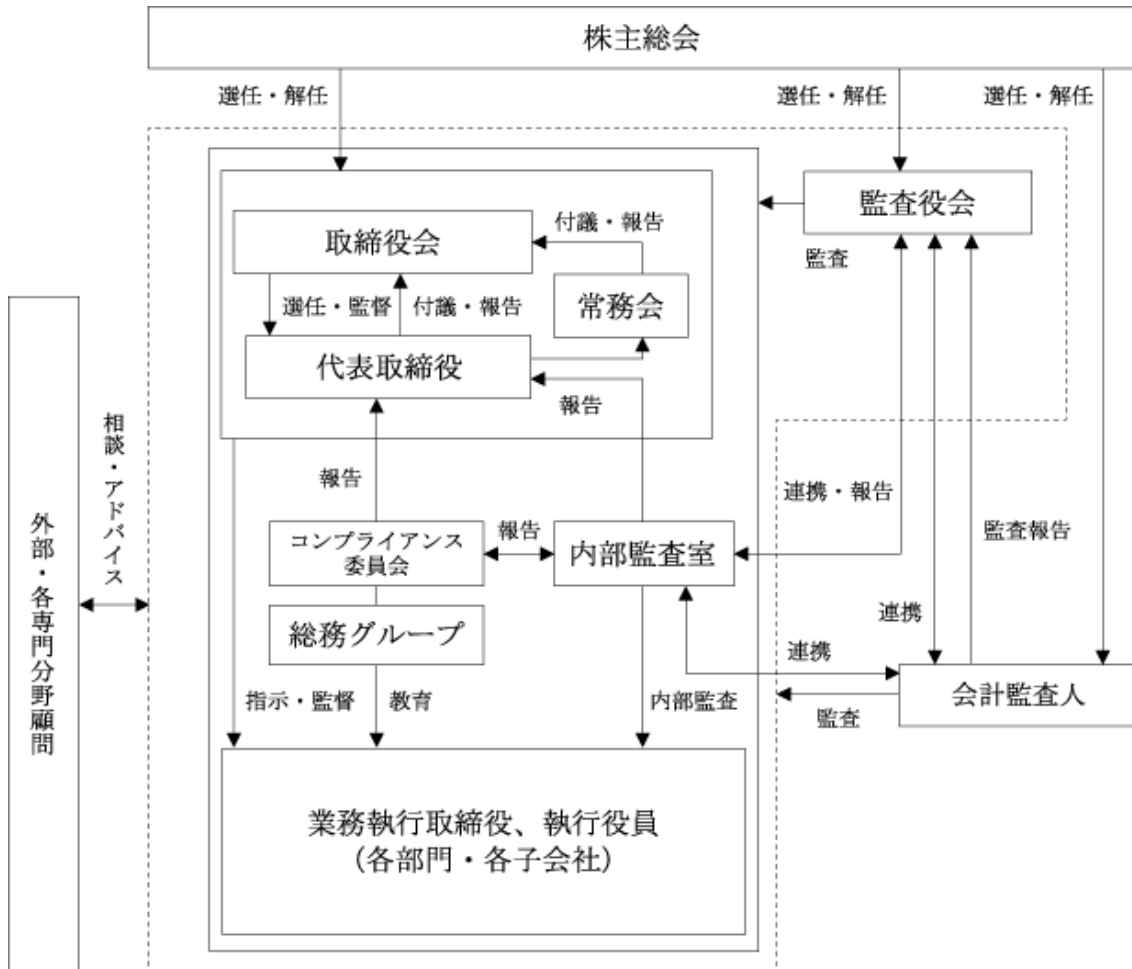 株主総会
選任・解任
選任・解任
選任・解任
監査役会
監査
取締役会
付議・報告
常務会
選任・監督
付議・報告
代表取締役
報告
報告
相談・アドバイス
外部・各専門分野顧問
コンプライアンス
委員会
報告
内部監査室
連携・報告
監査報告
総務グループ
連携
連携
会計監査人
監査
指示・監督
教育
内部監査
業務執行取締役、執行役員
(各部門・各子会社)